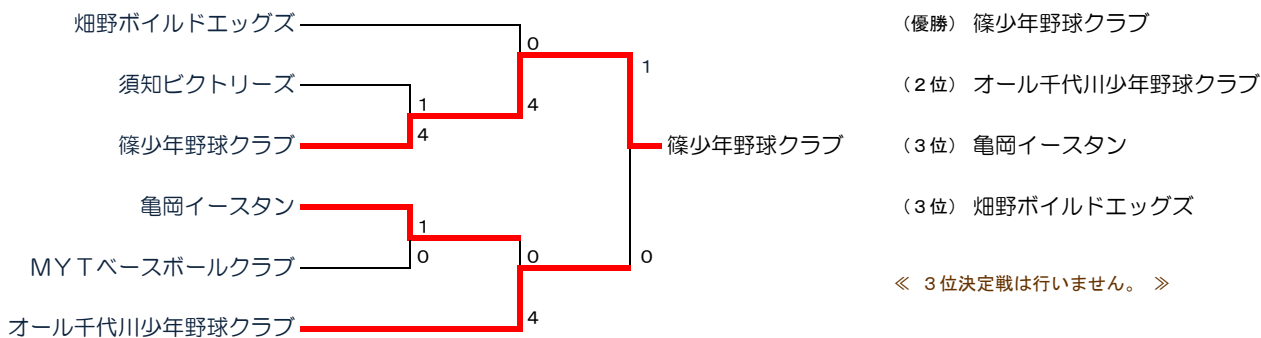 畑野ボイルドエッグズ
須知ビクトリーズ
篠少年野球クラブ
亀岡イースタン
ＭＹＴベースボールクラブ
オール千代川少年野球クラブ
1
4
1
0
0
4
0
4
1
0
篠少年野球クラブ
（優勝） 篠少年野球クラブ
（２位） オール千代川少年野球クラブ
（３位） 亀岡イースタン
（３位） 畑野ボイルドエッグズ
≪ ３位決定戦は行いません。 ≫